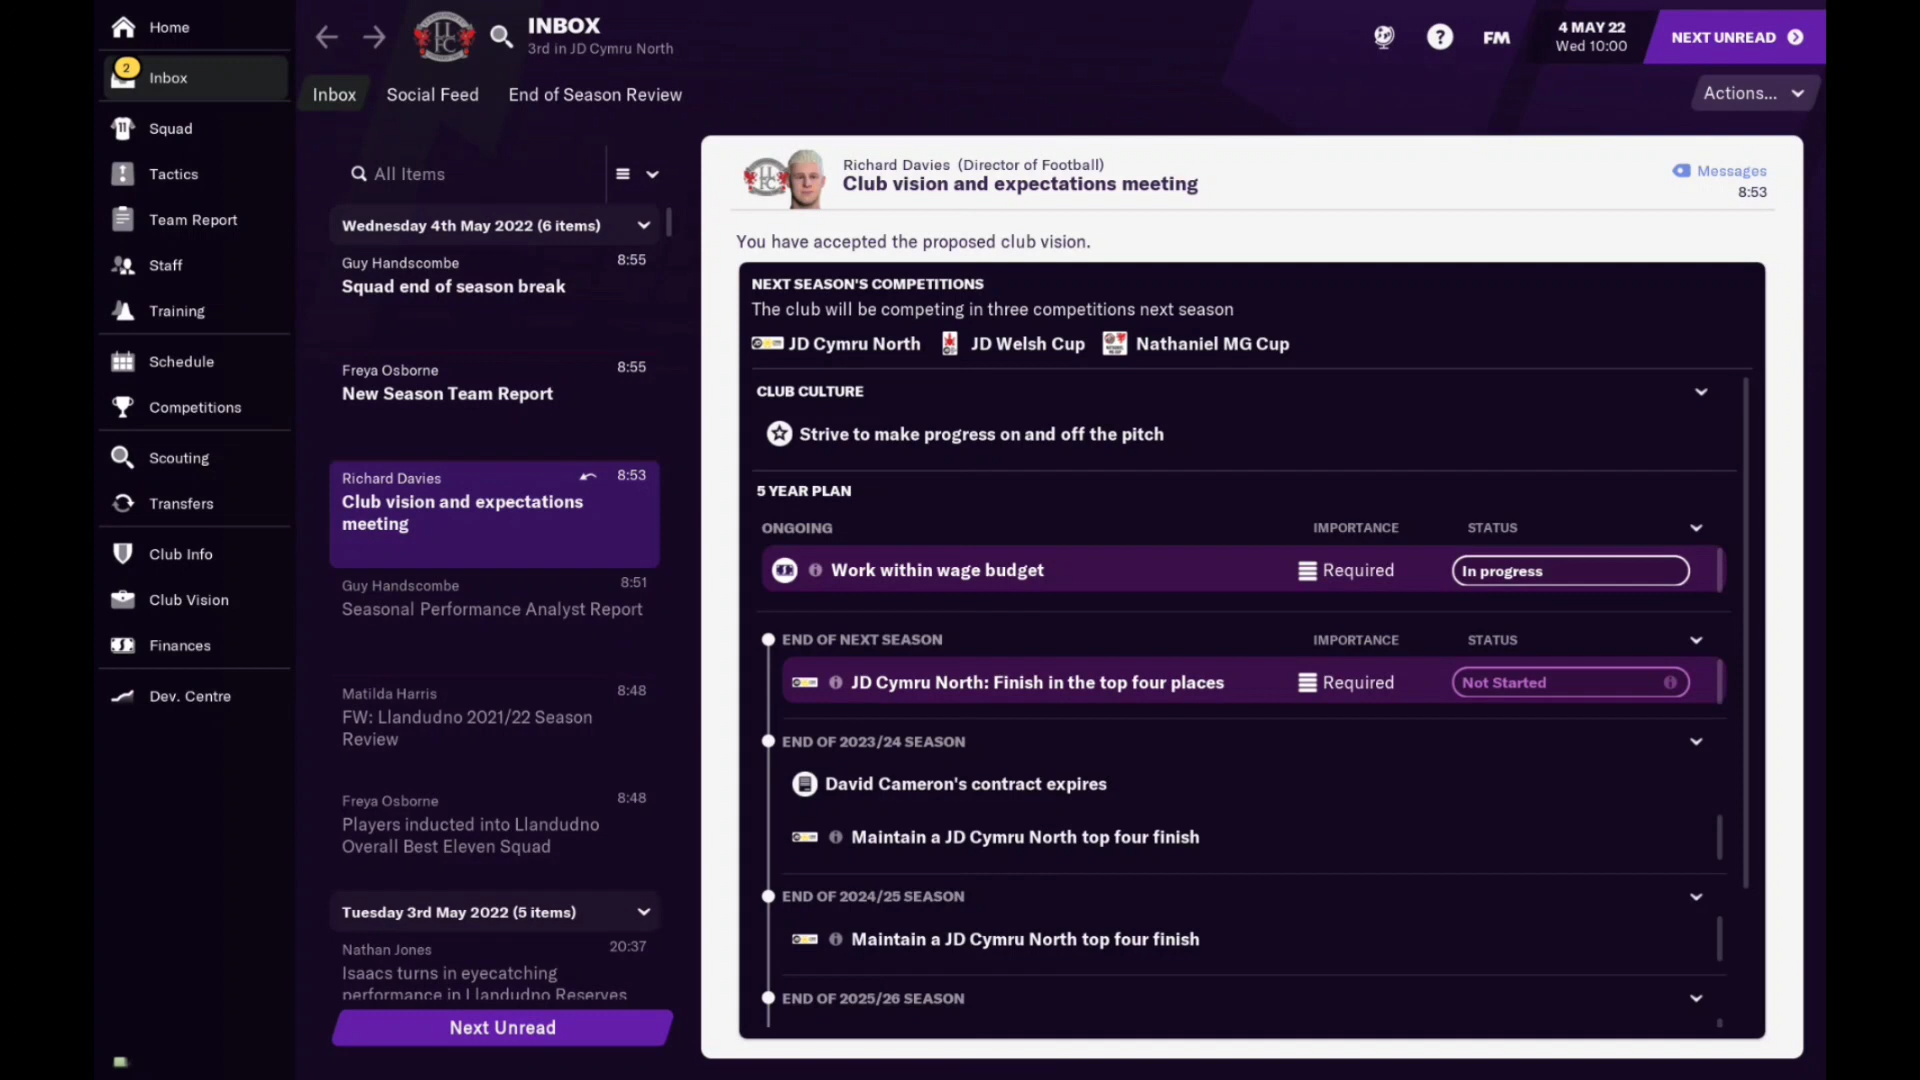 Home
2
Inbox
Squad
Tactics
Team Report
Staff
Training
Schedule
Competitions
Scouting
Transfers
Club Info
Club Vision
Finances
Dev. Centre
INBOX
3rd in JD Cymru North
FM
4 MAY 22
Wed 10:00
NEXT UNREAD
Inbox
Social Feed
End of Season Review
Actions...
All Items
Wednesday 4th May 2022 (6 items)
Guy Handscombe 8:55
Squad end of season break
Freya Osborne 8:55
New Season Team Report
Richard Davies 8:53
Club vision and expectations
meeting
Guy Handscombe 8:51
Seasonal Performance Analyst Report
Matilda Harris 8:48
FW: Llandudno 2021/22 Season
Review
Freya Osborne 8:48
Players inducted into Llandudno
Overall Best Eleven Squad
Tuesday 3rd May 2022 (5 items)
Nathan Jones 20:37
Isaacs turns in eyecatching
performance in Llandudno Reserves
Next Unread
Richard Davies (Director of Football)
Club vision and expectations meeting
Messages
8:53
You have accepted the proposed club vision.
NEXT SEASON'S COMPETITIONS
The club will be competing in three competitions next season
JD Cymru North JD Welsh Cup Nathaniel MG Cup
CLUB CULTURE
Strive to make progress on and off the pitch
5 YEAR PLAN
ONGOING IMPORTANCE STATUS
Work within wage budget Required In progress
END OF NEXT SEASON IMPORTANCE STATUS
JD Cymru North: Finish in the top four places Required Not Started
END OF 2023/24 SEASON
David Cameron's contract expires
Maintain a JD Cymru North top four finish
END OF 2024/25 SEASON
Maintain a JD Cymru North top four finish
END OF 2025/26 SEASON